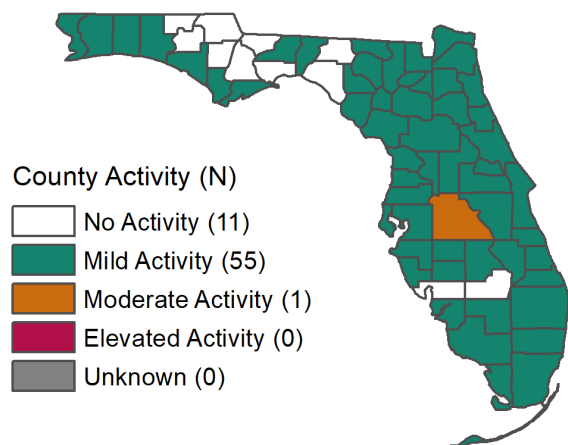 County Activity (N)
No Activity (11)
Mild Activity (55)
Moderate Activity (1)
Elevated Activity (0)
Unknown (0)